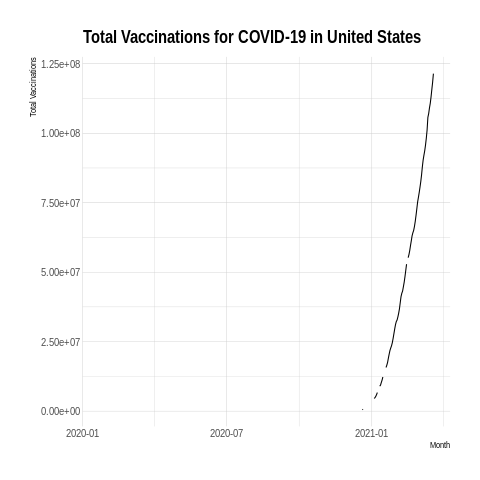 Total Vaccinations for COVID-19 in United States
Total Vaccinations
1.25e+08
1.00e+08
7.50e+07
5.00e+07
2.50e+07
0.00e+00
2020-01
2020-07
2021-01
Month